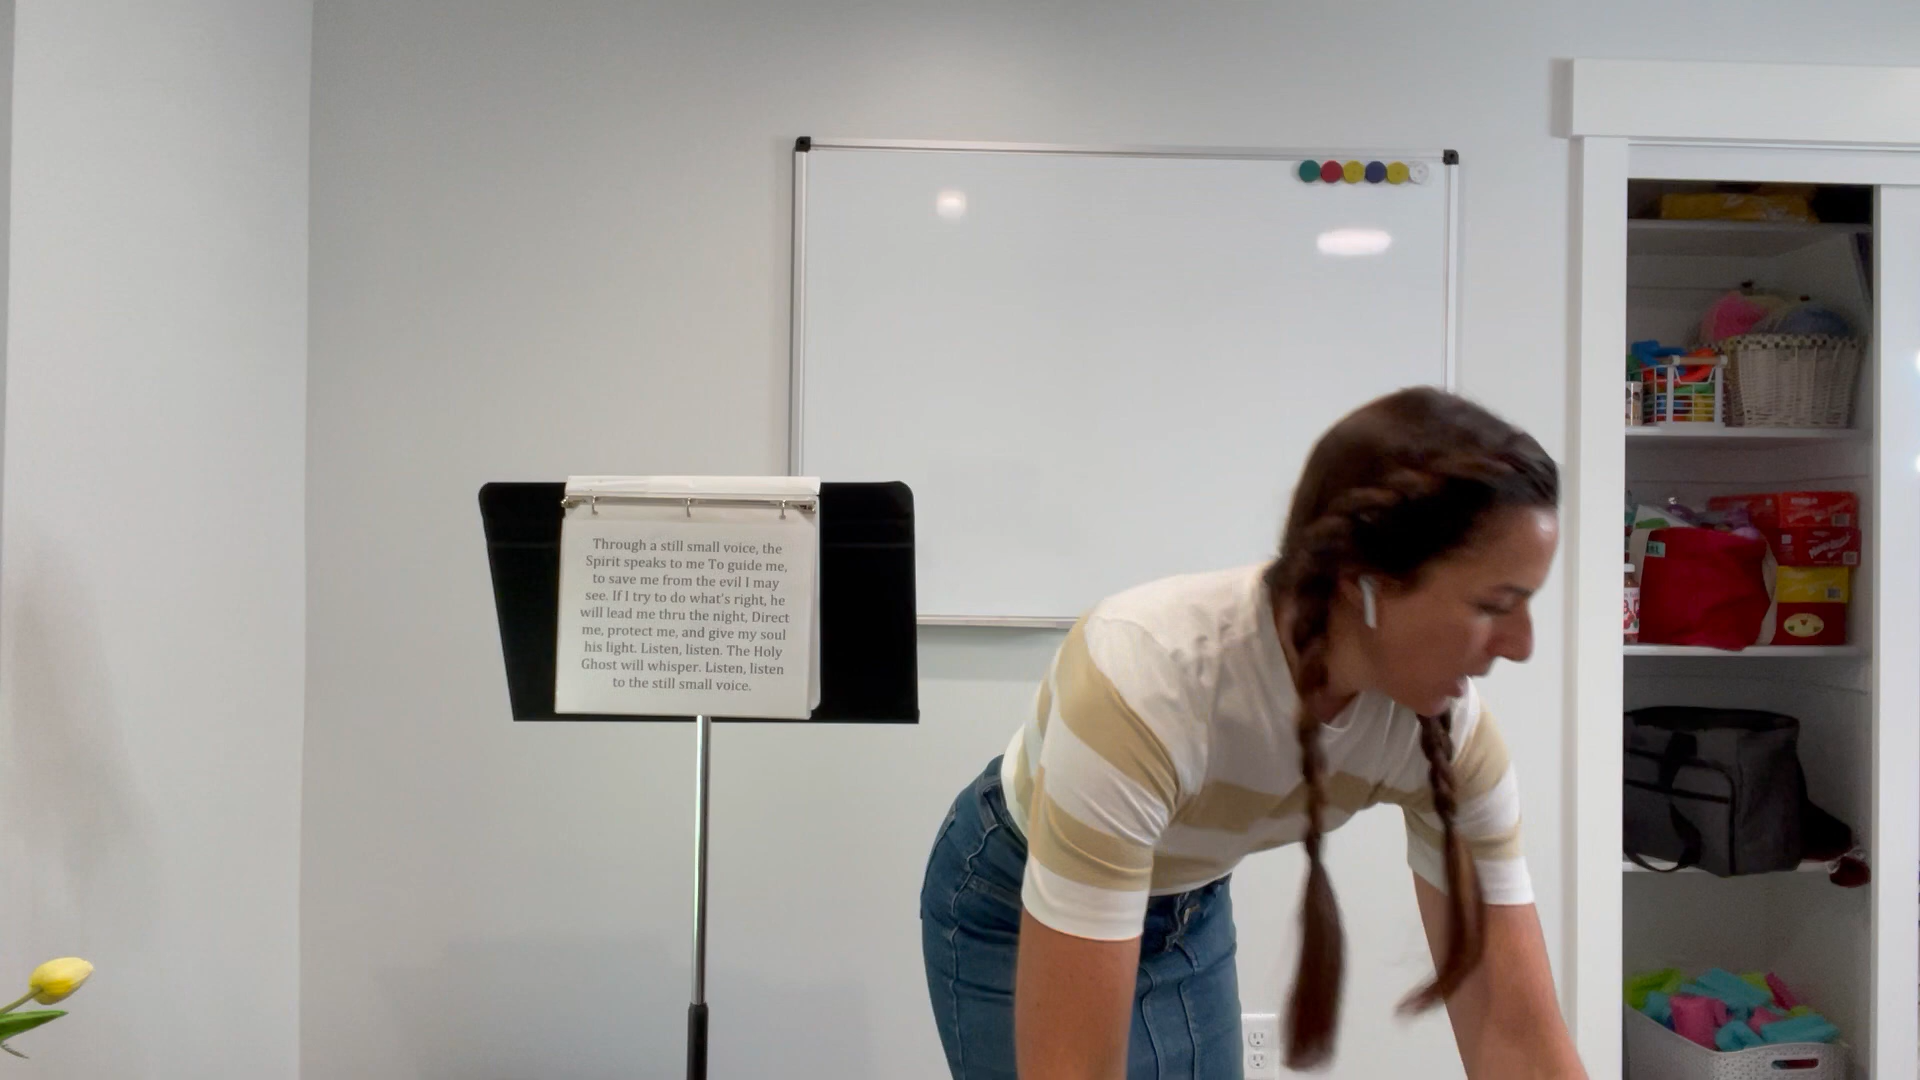 Through a still small voice, the
Spirit speaks to me To guide me,
to save me from the evil I may
see. If I try to do what's right, he
will lead me thru the night, Direct
me, protect me, and give my soul
his light. Listen, listen. The Holy
Ghost will whisper. Listen, listen
to the still small voice.